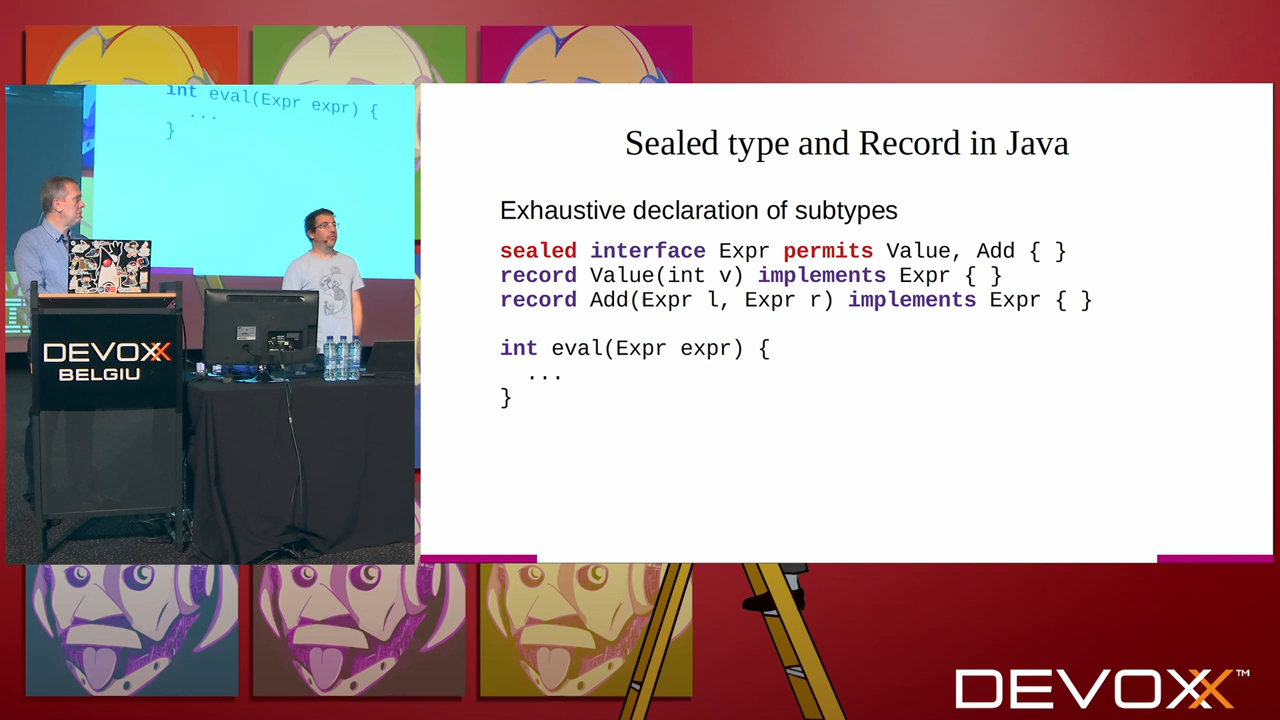 int eval(Expr expr) {
...
}
DEVOXX
BELGIU
Sealed type and Record in Java
Exhaustive declaration of subtypes
sealed interface Expr permits Value, Add { }
record Value(int v) implements Expr { }
record Add(Expr l, Expr r) implements Expr { }
int eval(Expr expr) {
...
}
DEVOXX™